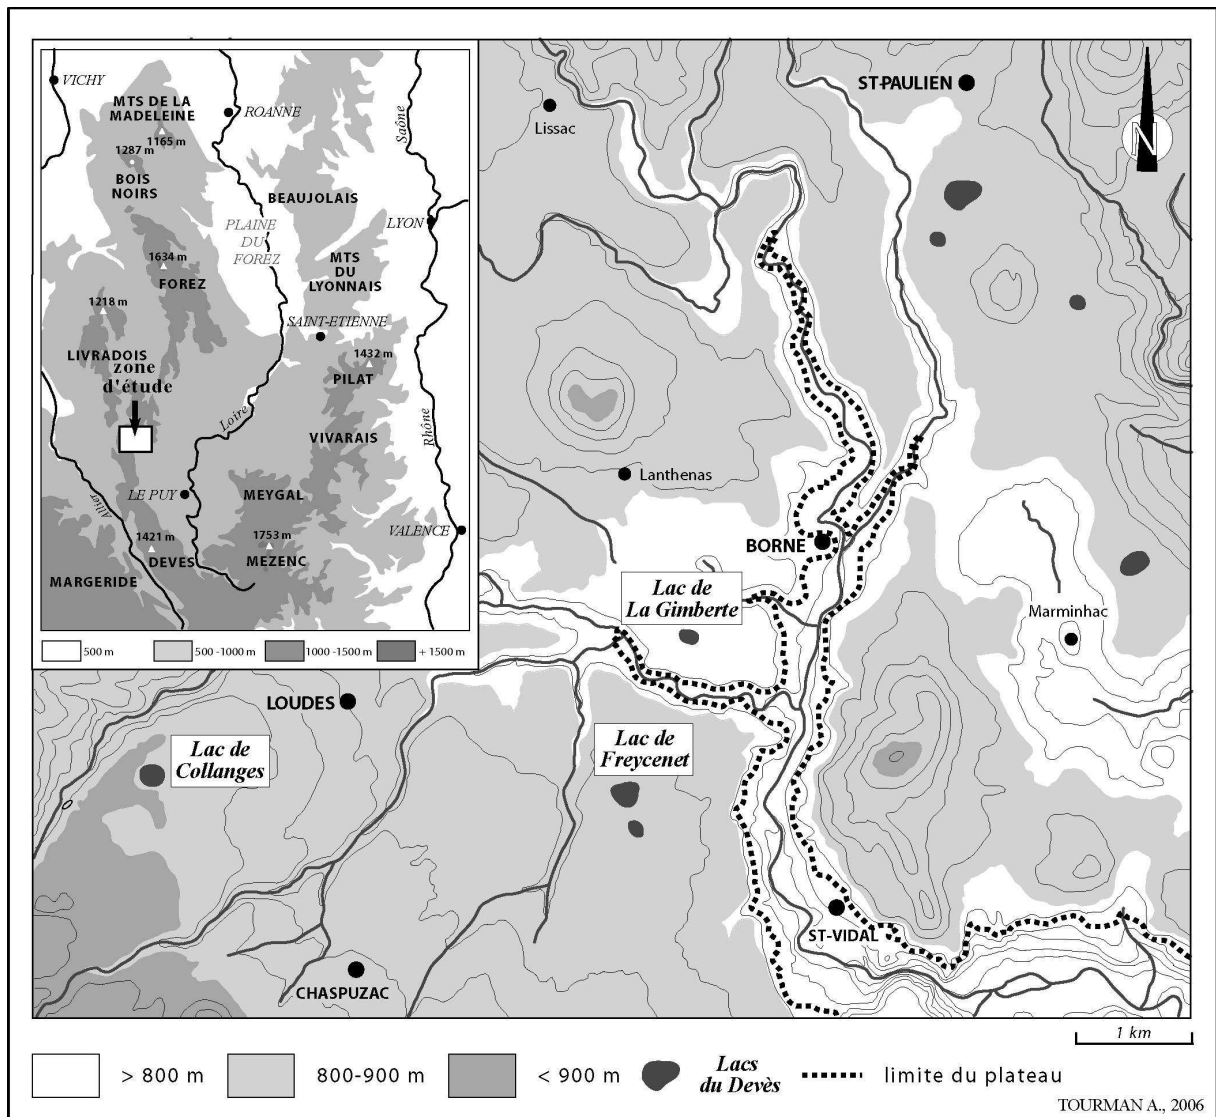 VICHY
MTS DE LA
MADELEINE
1165 m
1287 m
BOIS
NOIRS
ROANNE
Saône
BEAUJOLAIS
PLAINE
DU
FOREZ
LYON
1634 m
FOREZ
MTS
DU
LYONNAIS
1218 m
SAINT-ETIENNE
LIVRADOIS
zone
d'étude
1432 m
PILAT
Loire
VIVARAIS
Rhône
Allier
LE PUY
MEYGAL
1421 m
DEVES
1753 m
MEZENC
VALENCE
MARGERIDE
500 m
500 -1000 m
1000 -1500 m
+ 1500 m
ST-PAULIEN
Lissac
N
Lanthenas
BORNE
Lac de
La Gimberte
Marminhac
LOUDES
Lac de
Collanges
Lac de
Freycenet
ST-VIDAL
CHASPUZAC
1 km
> 800 m
800-900 m
< 900 m
Lacs
du Devès
limite du plateau
TOURMAN A., 2006